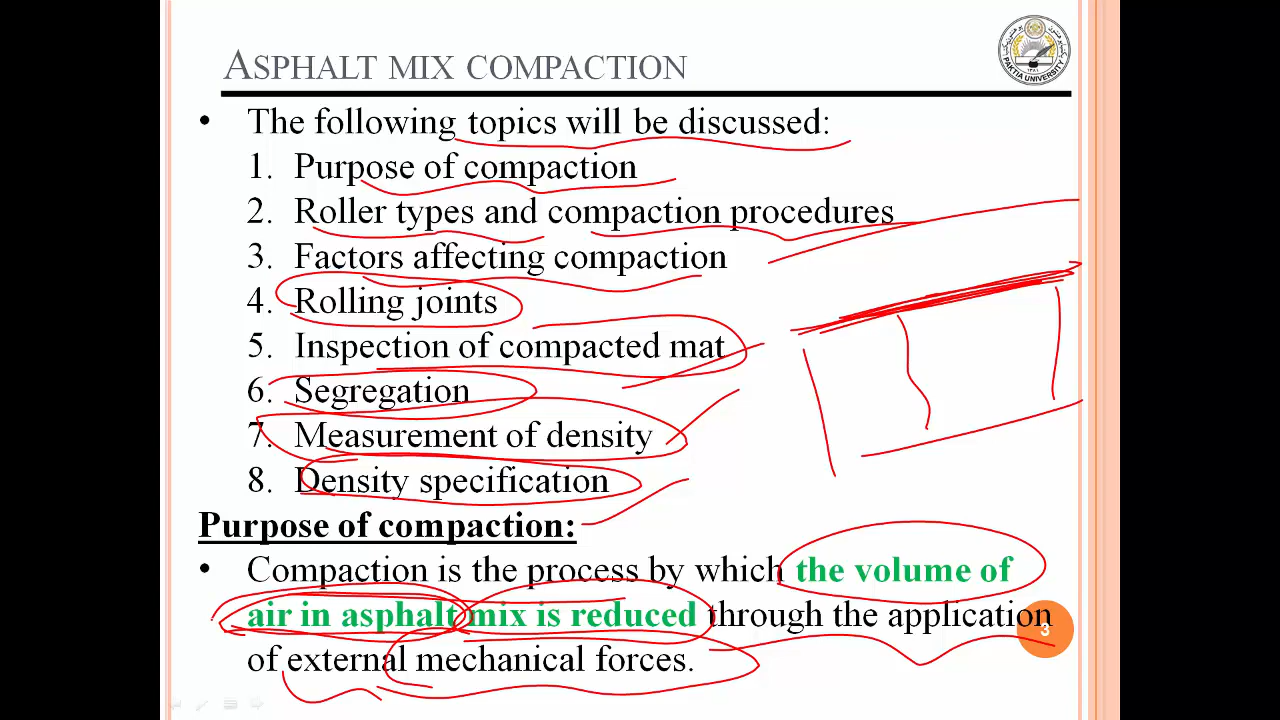 ASPHALT MIX COMPACTION
PAKTIA UNIVERSITY
• The following topics will be discussed:
1. Purpose of compaction
2. Roller types and compaction procedures
3. Factors affecting compaction
4. Rolling joints
5. Inspection of compacted mat
6. Segregation
7. Measurement of density
8. Density specification
Purpose of compaction:
• Compaction is the process by which the volume of
air in asphalt mix is reduced through the application
of external mechanical forces.
3